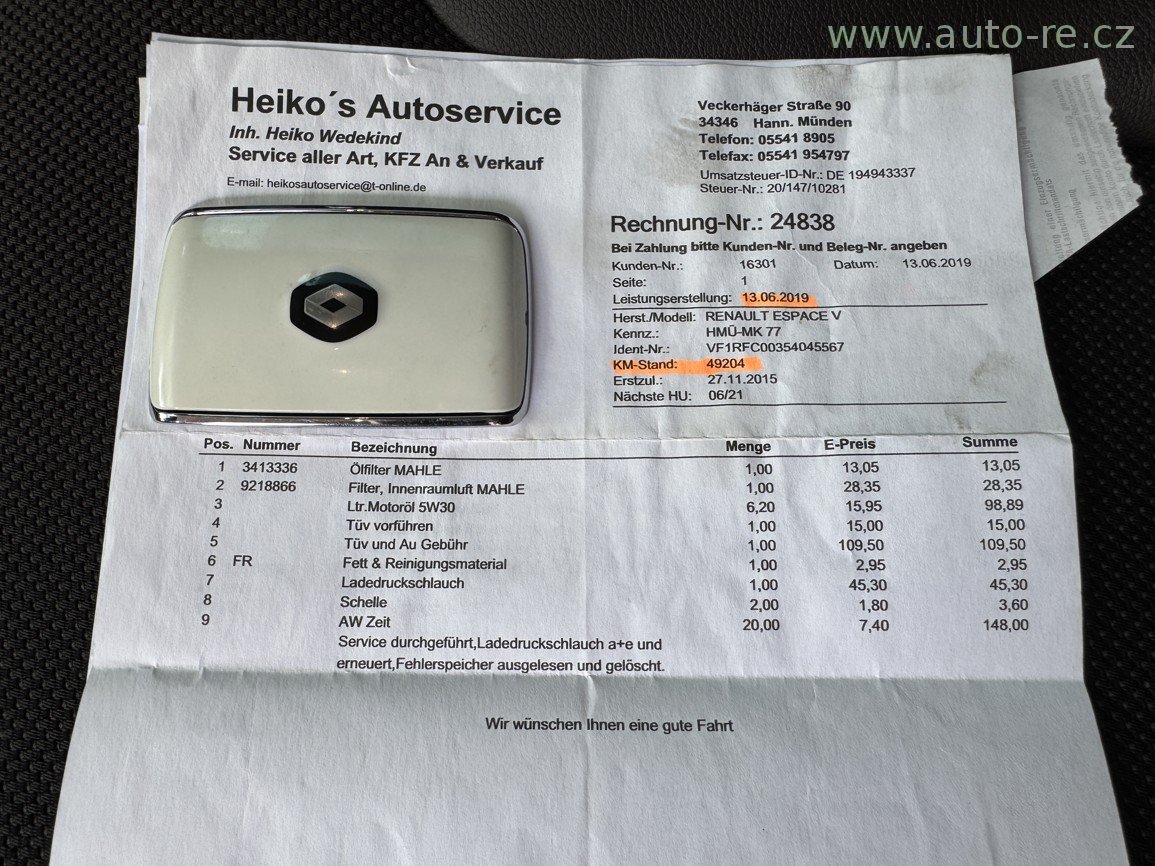 www.auto-re.cz
Heiko´s Autoservice
Inh. Heiko Wedekind
Service aller Art, KFZ An & Verkauf
E-mail: heikosautoservice@t-online.de
Veckerhäger Straße 90
34346 Hann. Münden
Telefon: 05541 8905
Telefax: 05541 954797
Umsatzsteuer-ID-Nr.: DE 194943337
Steuer-Nr.: 20/147/10281
Rechnung-Nr.: 24838
Bei Zahlung bitte Kunden-Nr. und Beleg-Nr. angeben
Kunden-Nr.: 16301 Datum: 13.06.2019
Seite: 1
Leistungserstellung: 13.06.2019
Herst./Modell: RENAULT ESPACE V
Kennz.: HMÜ-MK 77
Ident-Nr.: VF1RFC00354045567
KM-Stand: 49204
Erstzul.: 27.11.2015
Nächste HU: 06/21
Pos. Nummer Bezeichnung Menge E-Preis Summe
1 3413336 Ölfilter MAHLE 1,00 13,05 13,05
2 9218866 Filter, Innenraumluft MAHLE 1,00 28,35 28,35
3 Ltr.Motoröl 5W30 6,20 15,95 98,89
4 Tüv vorführen 1,00 15,00 15,00
5 Tüv und Au Gebühr 1,00 109,50 109,50
6 FR Fett & Reinigungsmaterial 1,00 2,95 2,95
7 Ladedruckschlauch 1,00 45,30 45,30
8 Schelle 2,00 1,80 3,60
9 AW Zeit 20,00 7,40 148,00
Service durchgeführt,Ladedruckschlauch a+e und
erneuert,Fehlerspeicher ausgelesen und gelöscht.
Wir wünschen Ihnen eine gute Fahrt